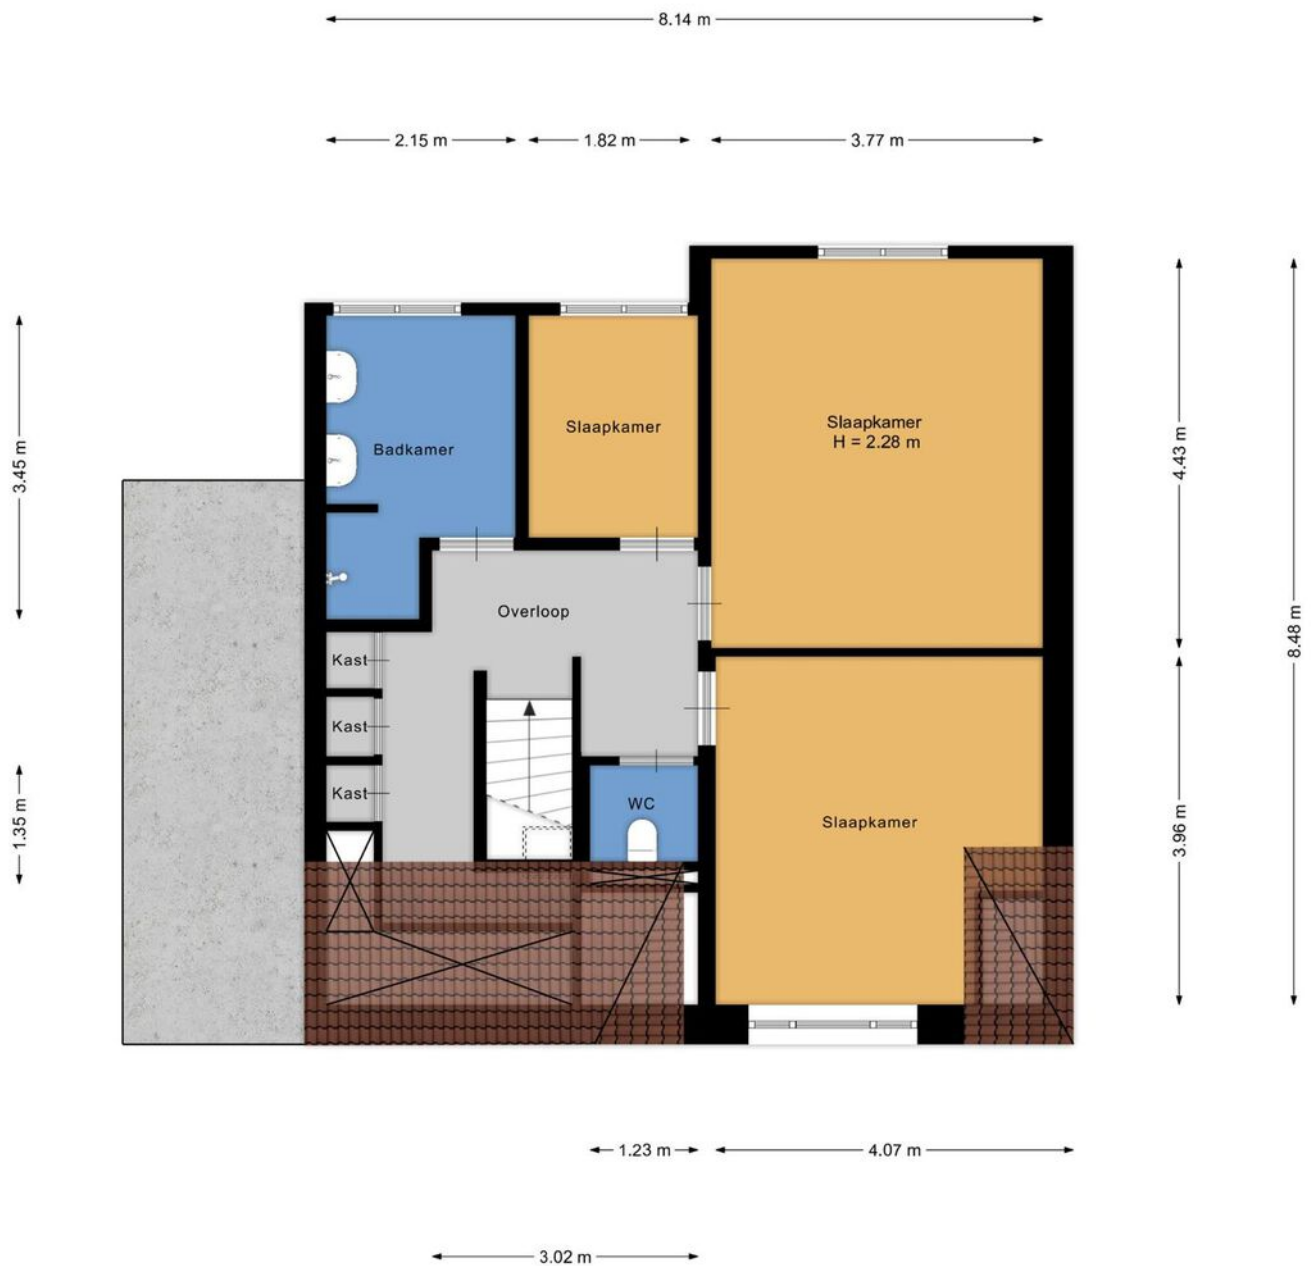 8.14 m
2.15 m
1.82 m
3.77 m
3.45 m
4.43 m
8.48 m
Slaapkamer
H = 2.28 m
Slaapkamer
Badkamer
Overloop
Kast
Kast
Kast
1.35 m
WC
Slaapkamer
3.96 m
1.23 m
4.07 m
3.02 m